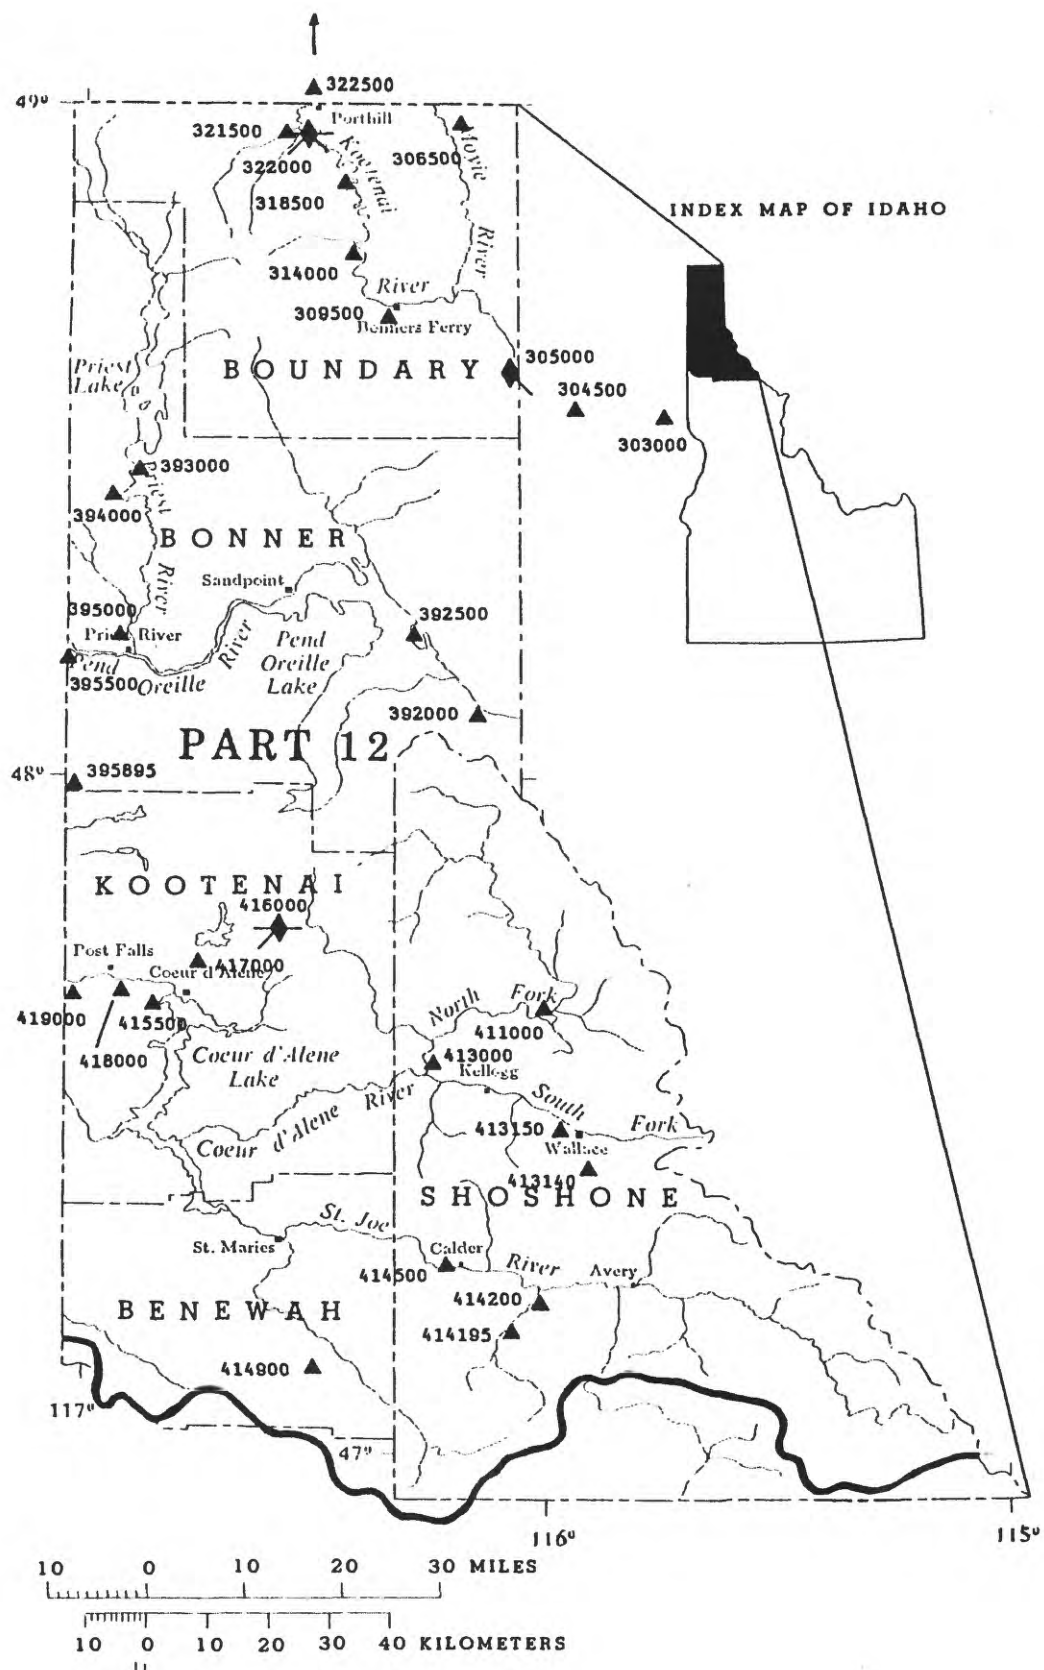 322500
49°
Porthill
321500
322000
Kootenai
306500
Moyie
318500
INDEX MAP OF IDAHO
River
314000
River
309500
Bonners Ferry
305000
Priest
Lake
BOUNDARY
304500
303000
393000
Priest
394000
BONNER
River
Sandpoint
395000
392500
Priest River
River
Pend
Oreille
Lake
Pend
Oreille
395500
392000
PART 12
48°
395895
KOOTENAI
416000
Post Falls
417000
Coeur d'Alene
419000
415500
North Fork
411000
418000
413000
Coeur d'Alene
Lake
Kellogg
River
South
Fork
Coeur d'Alene
413150
Wallace
413140
SHOSHONE
St. Joe
St. Maries
Calder
River
Avery
414500
BENEWAH
414200
414195
414900
117°
47°
116°
115°
10 0 10 20 30 MILES
10 0 10 20 30 40 KILOMETERS